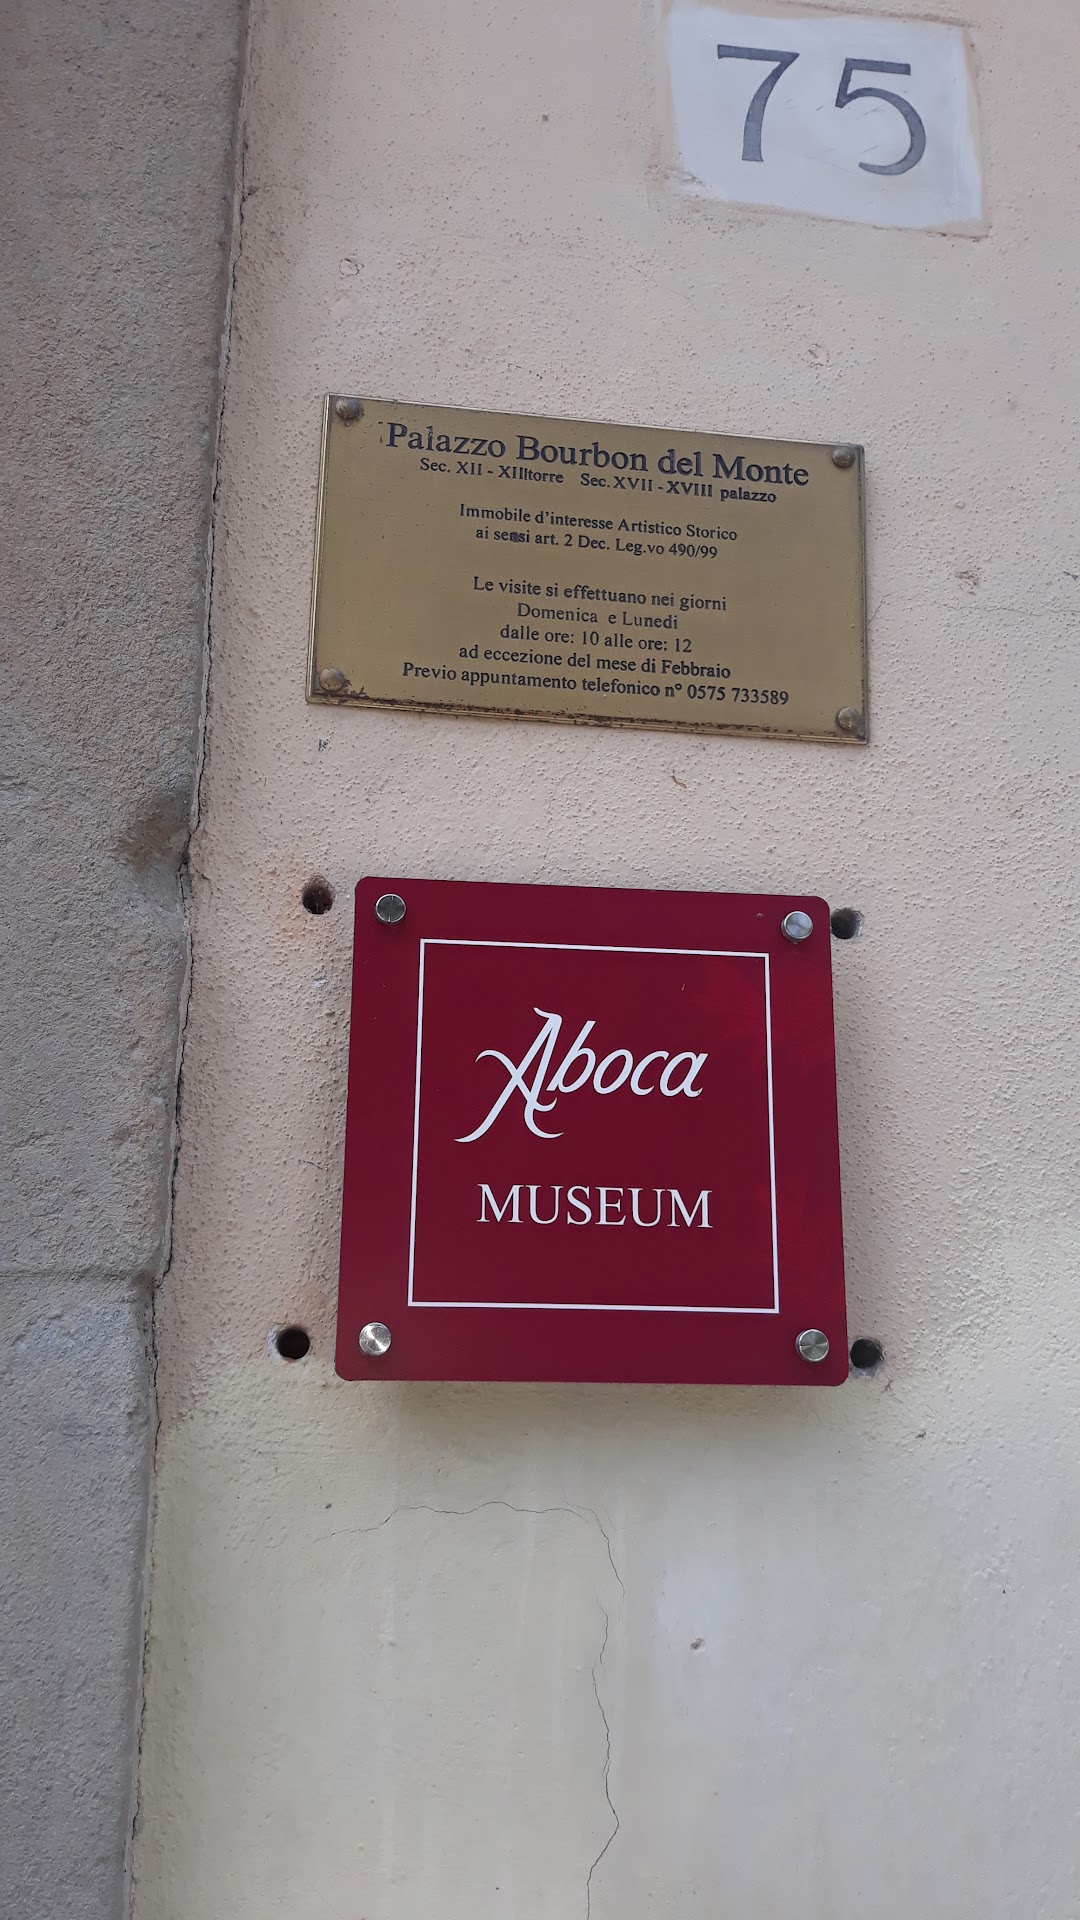 75
Palazzo Bourbon del Monte
Sec. XII - XIIItorre Sec. XVII - XVIII palazzo
Immobile d'interesse Artistico Storico
ai sensi art. 2 Dec. Leg.vo 490/99
Le visite si effettuano nei giorni
Domenica e Lunedi
dalle ore: 10 alle ore: 12
ad eccezione del mese di Febbraio
Previo appuntamento telefonico n° 0575 733589
Aboca
MUSEUM